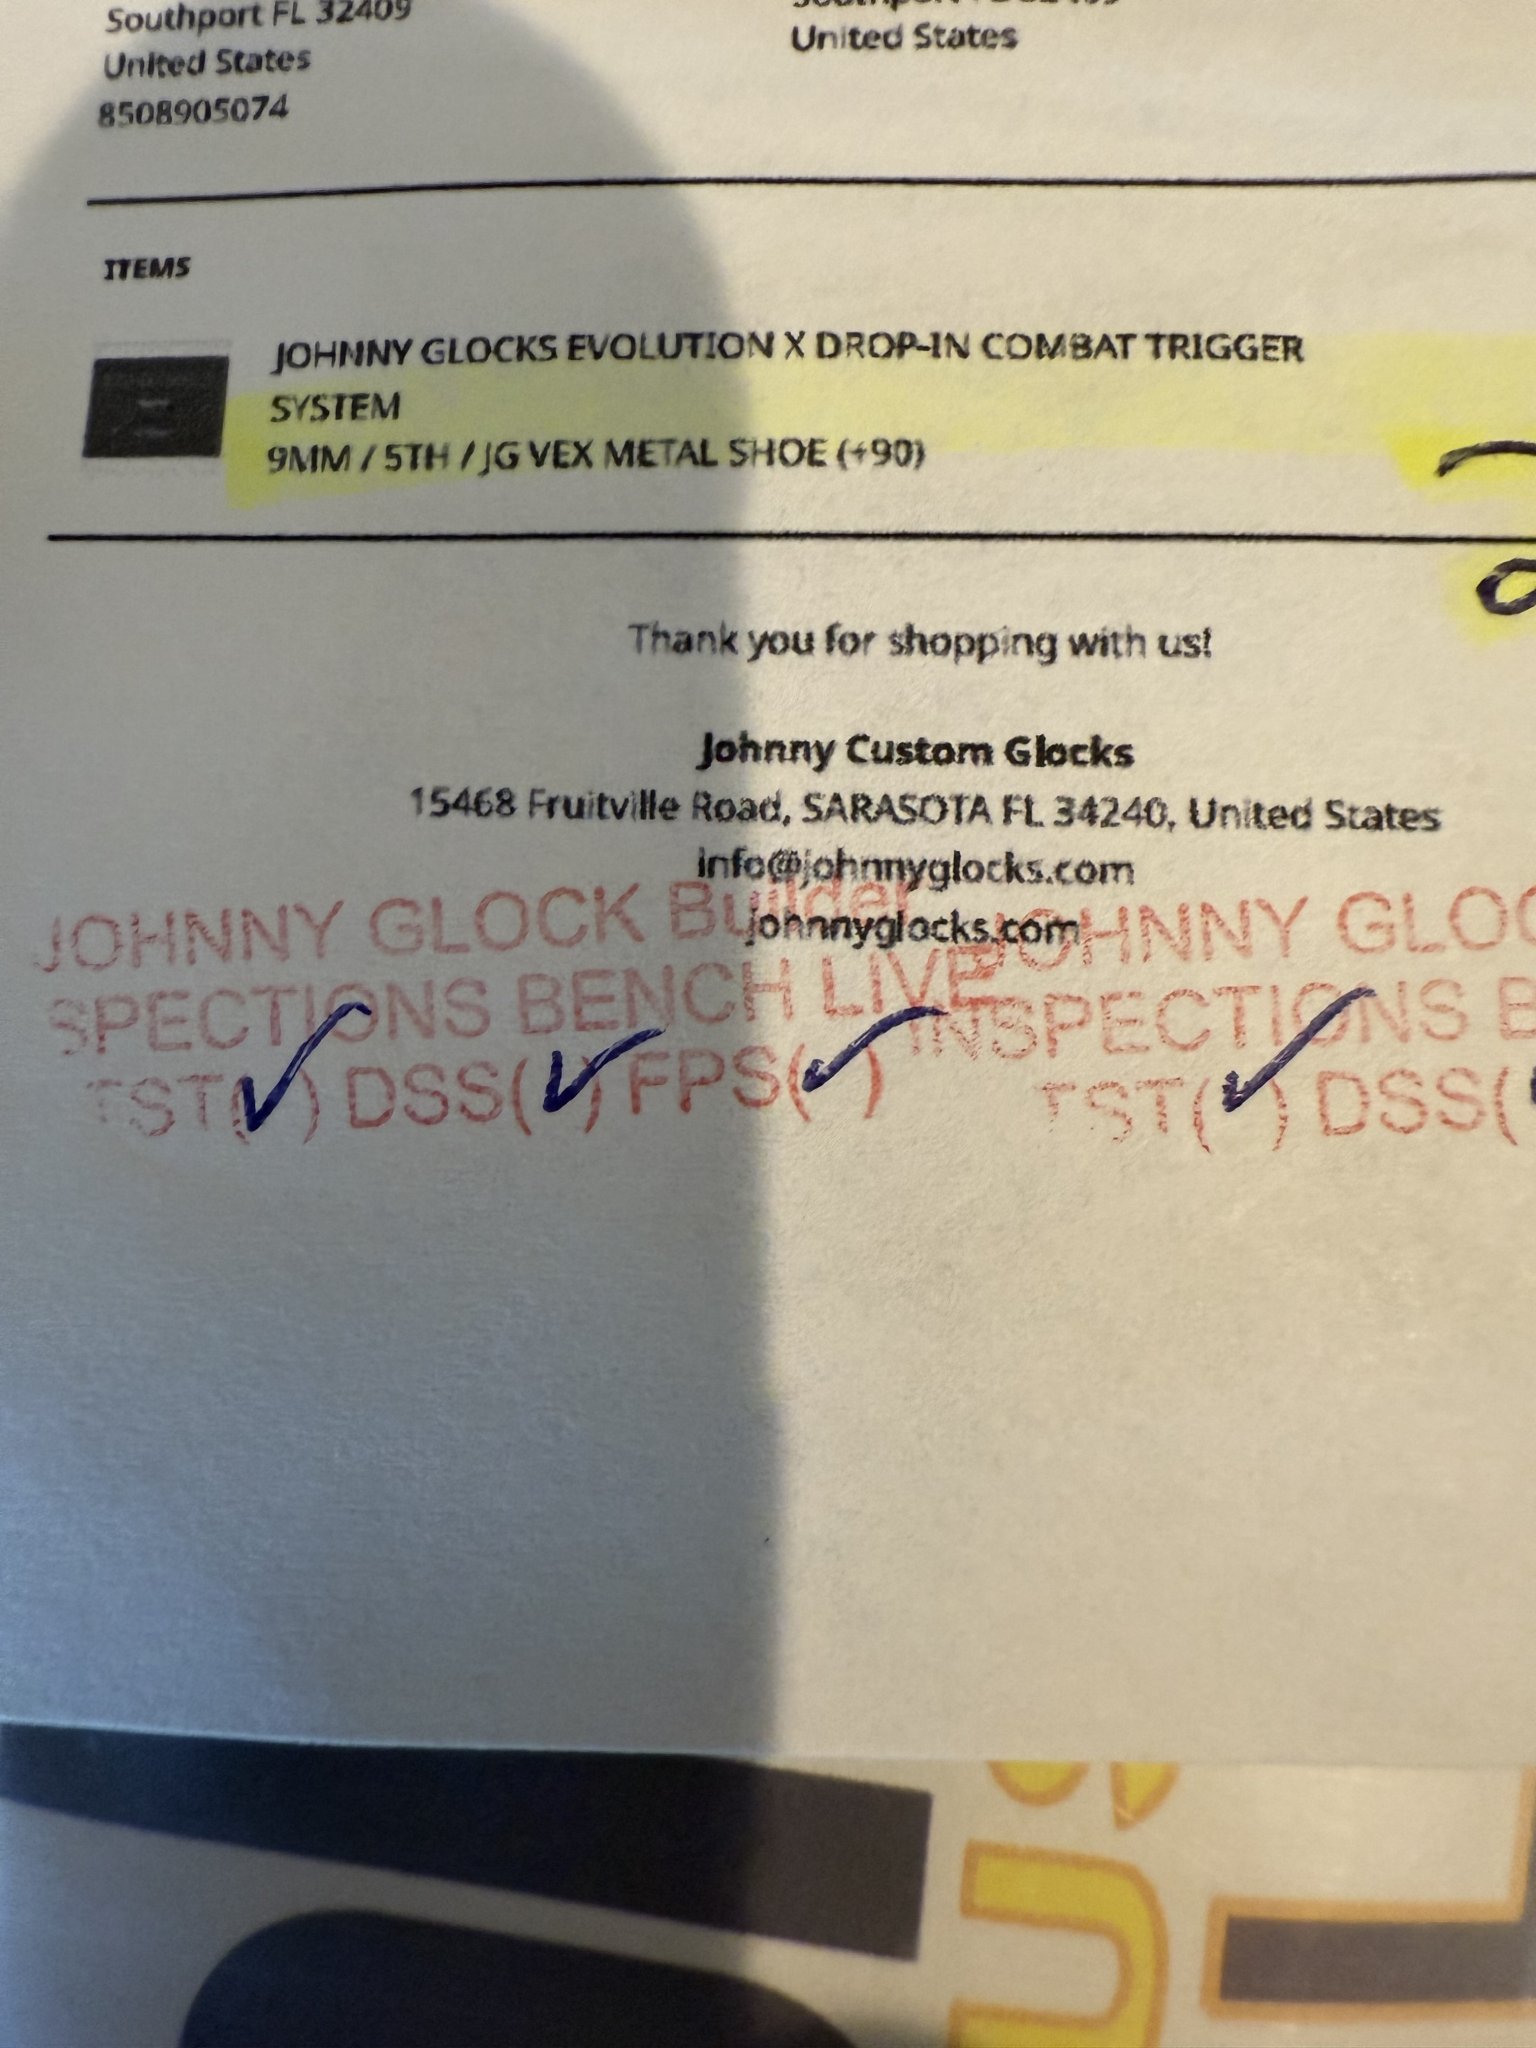 Southport FL 32409
United States
United States
8508905074
ITEMS
JOHNNY GLOCKS EVOLUTION X DROP-IN COMBAT TRIGGER
SYSTEM
9MM / 5TH / JG VEX METAL SHOE (+90)
Thank you for shopping with us!
Johnny Custom Glocks
15468 Fruitville Road, SARASOTA FL 34240, United States
info@johnnyglocks.com
johnnyglocks.com
JOHNNY GLOCK Builder
SPECTIONS BENCH LIVE
TST(✓) DSS(✓) FPS(✓)
JOHNNY GLOC
INSPECTIONS B
TST(✓) DSS(